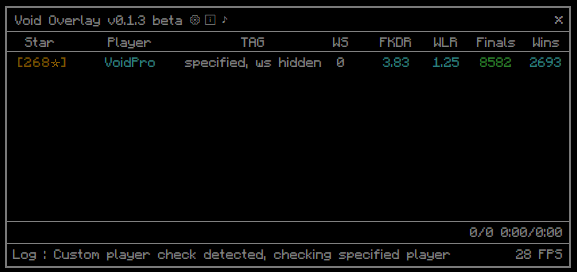 Void Overlay v0.1.3 beta ⚙ i ♪ ×
Star Player TAG WS FKDR WLR Finals Wins
[268☆] VoidPro specified, ws hidden 0 3.83 1.25 8582 2693
0/0 0:00/0:00
Log : Custom player check detected, checking specified player 28 FPS